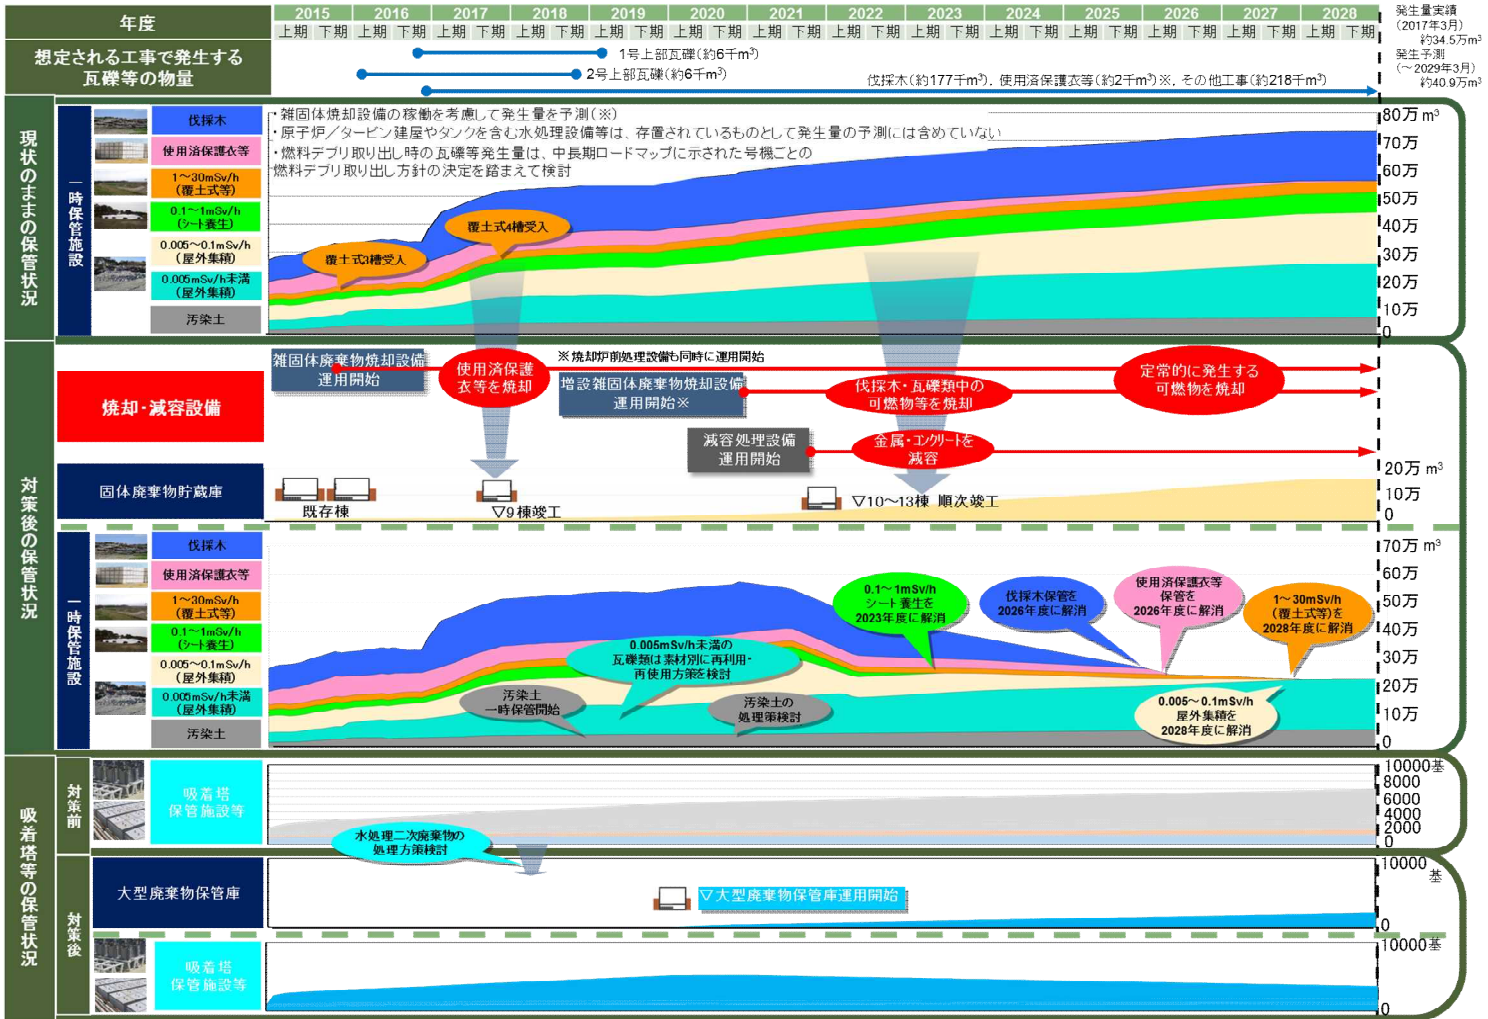 年度
2015 2016 2017 2018 2019 2020 2021 2022 2023 2024 2025 2026 2027 2028
上期 下期 上期 下期 上期 下期 上期 下期 上期 下期 上期 下期 上期 下期 上期 下期 上期 下期 上期 下期 上期 下期 上期 下期 上期 下期 上期 下期
発生量実績
(2017年3月)
約34.5万m³
発生予測
(～2029年3月)
約40.9万m³
想定される工事で発生する
瓦礫等の物量
1号上部瓦礫(約6千m³)
2号上部瓦礫(約6千m³)
伐採木(約177千m³)，使用済保護衣等(約2千m³)※，その他工事(約218千m³)
現状のままの保管状況
一時保管施設
伐採木
使用済保護衣等
1～30mSv/h
(覆土式等)
0.1～1mSv/h
(シート養生)
0.005～0.1mSv/h
(屋外集積)
0.005mSv/h未満
(屋外集積)
汚染土
・雑固体焼却設備の稼働を考慮して発生量を予測(※)
・原子炉／タービン建屋やタンクを含む水処理設備等は、存置されているものとして発生量の予測には含めていない
・燃料デブリ取り出し時の瓦礫等発生量は、中長期ロードマップに示された号機ごとの
燃料デブリ取り出し方針の決定を踏まえて検討
覆土式3槽受入
覆土式4槽受入
80万 m³
70万
60万
50万
40万
30万
20万
10万
0
対策後の保管状況
焼却・減容設備
雑固体廃棄物焼却設備
運用開始
使用済保護
衣等を焼却
※焼却炉前処理設備も同時に運用開始
増設雑固体廃棄物焼却設備
運用開始※
伐採木・瓦礫類中の
可燃物等を焼却
定常的に発生する
可燃物を焼却
減容処理設備
運用開始
金属・コンクリートを
減容
固体廃棄物貯蔵庫
既存棟
▽9棟竣工
▽10～13棟 順次竣工
20万 m³
10万
0
一時保管施設
伐採木
使用済保護衣等
1～30mSv/h
(覆土式等)
0.1～1mSv/h
(シート養生)
0.005～0.1mSv/h
(屋外集積)
0.005mSv/h未満
(屋外集積)
汚染土
0.005mSv/h未満の
瓦礫類は素材別に再利用・
再使用方策を検討
汚染土
一時保管開始
汚染土の
処理策検討
0.1～1mSv/h
シート養生を
2023年度に解消
伐採木保管を
2026年度に解消
使用済保護衣等
保管を
2026年度に解消
1～30mSv/h
(覆土式等)を
2028年度に解消
0.005～0.1mSv/h
屋外集積を
2028年度に解消
70万 m³
60万
50万
40万
30万
20万
10万
0
吸着塔等の保管状況
対策前
吸着塔
保管施設等
水処理二次廃棄物の
処理方策検討
10000基
8000
6000
4000
2000
0
対策後
大型廃棄物保管庫
▽大型廃棄物保管庫運用開始
10000
基
0
吸着塔
保管施設等
10000基
0